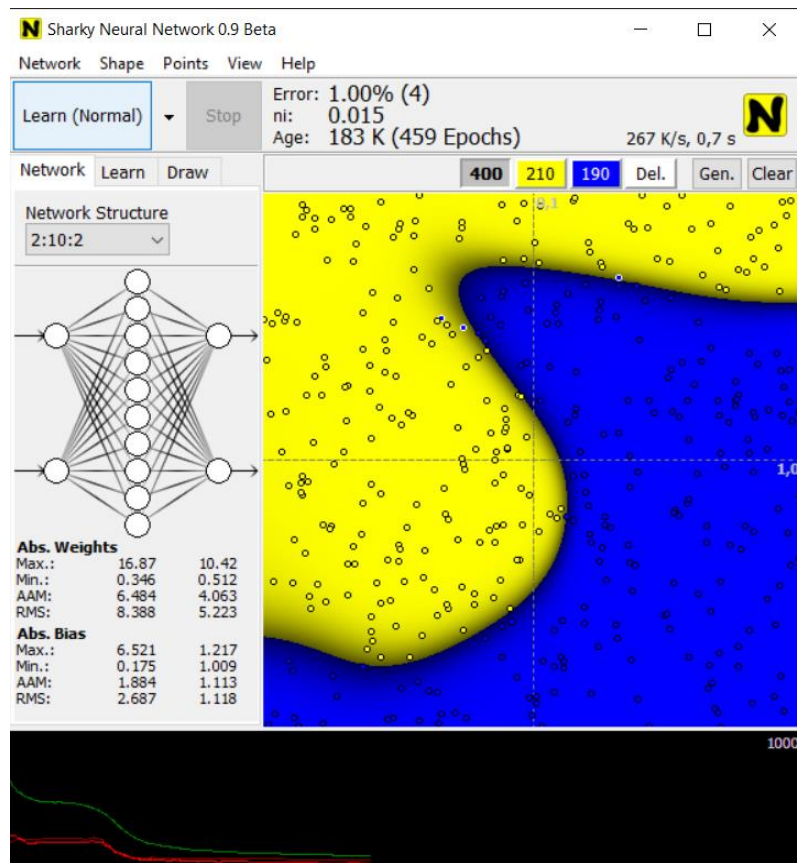 N Sharky Neural Network 0.9 Beta
Network Shape Points View Help
Learn (Normal) Stop
Error: 1.00% (4)
ni: 0.015
Age: 183 K (459 Epochs)
267 K/s, 0,7 s
N
Network Learn Draw
400 210 190 Del. Gen. Clear
Network Structure
2:10:2
0,1
1,0
Abs. Weights
Max.: 16.87 10.42
Min.: 0.346 0.512
AAM: 6.484 4.063
RMS: 8.388 5.223
Abs. Bias
Max.: 6.521 1.217
Min.: 0.175 1.009
AAM: 1.884 1.113
RMS: 2.687 1.118
1000